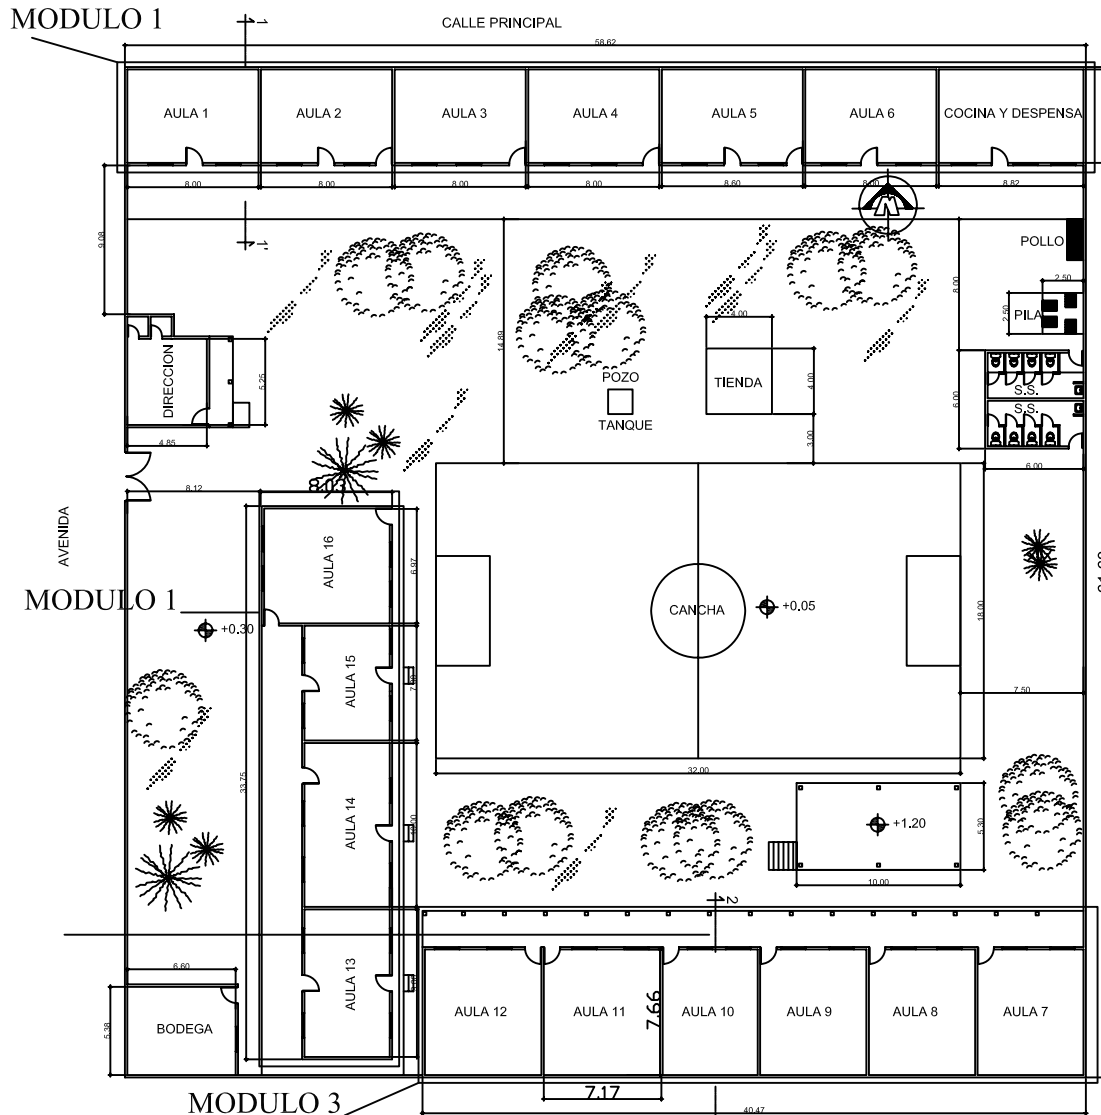 MODULO 1
1
CALLE PRINCIPAL
58.62
AULA 1
AULA 2
AULA 3
AULA 4
AULA 5
AULA 6
COCINA Y DESPENSA
8.00
8.00
8.00
8.00
8.60
8.00
8.82
N
1'
9.08
POLLO
8.00
2.50
2.50
PILA
14.89
4.00
DIRECCION
5.25
POZO
TIENDA
4.00
TANQUE
S.S.
S.S.
6.00
4.85
3.00
6.00
8.12
8.03
AVENIDA
AULA 16
6.97
MODULO 1
+0.30
CANCHA
+0.05
18.00
AULA 15
7.50
33.75
32.00
AULA 14
+1.20
5.30
10.00
2
1
6.60
AULA 13
5.38
BODEGA
AULA 12
AULA 11
7.66
AULA 10
AULA 9
AULA 8
AULA 7
7.17
MODULO 3
40.47